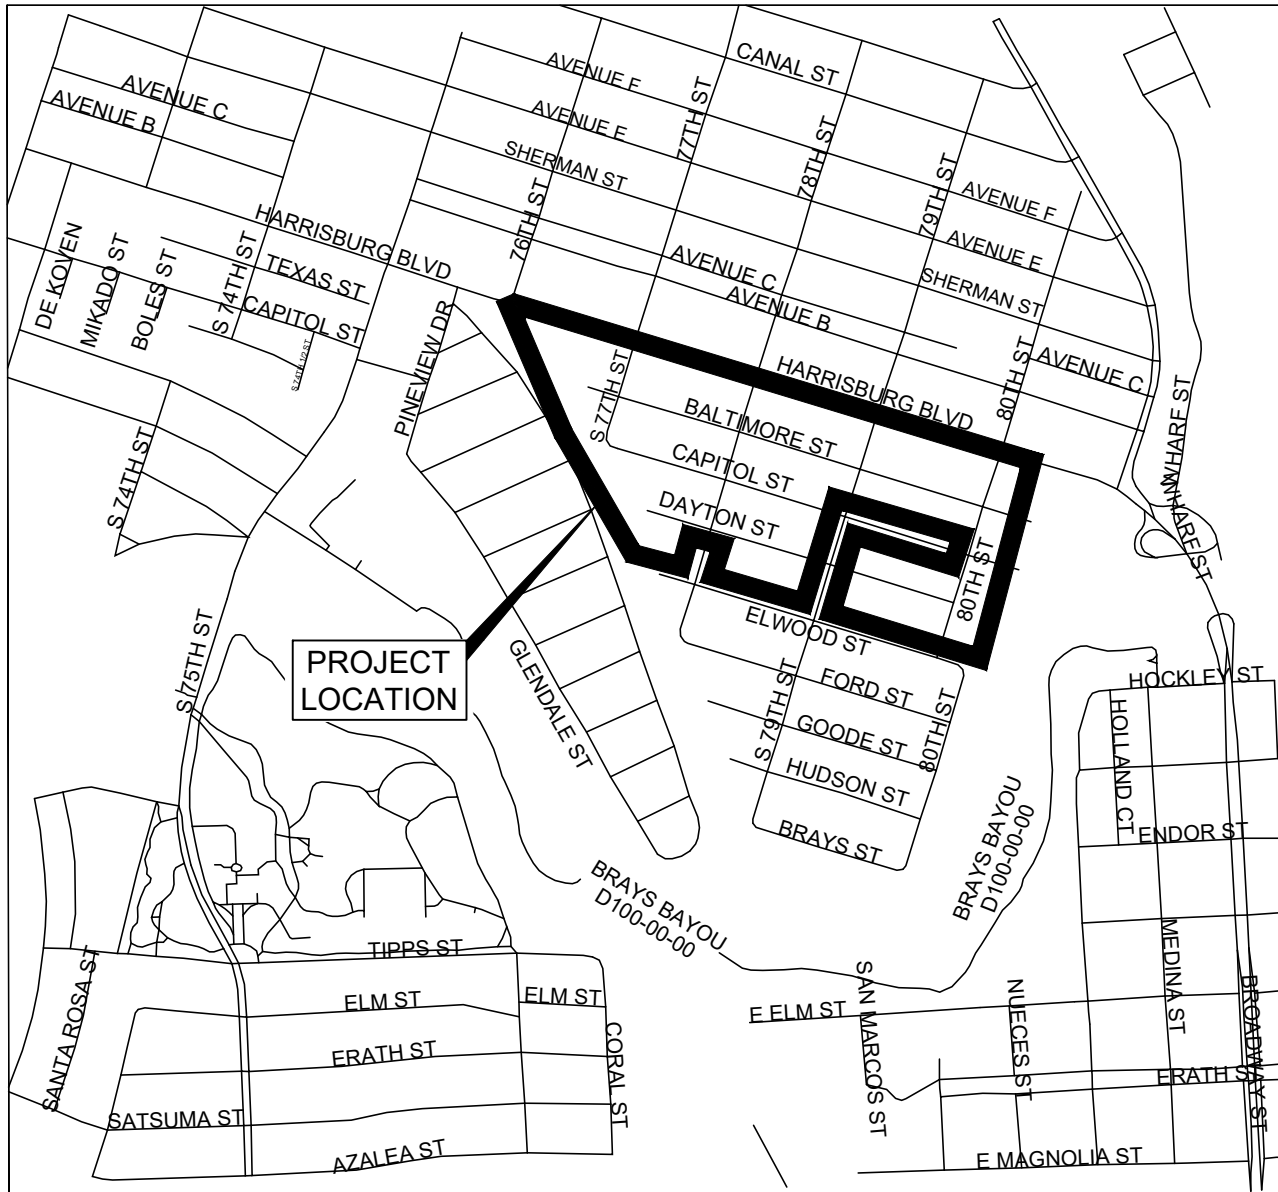 CANAL ST
AVENUE F
AVENUE C
AVENUE B
AVENUE E
77TH ST
78TH ST
SHERMAN ST
79TH ST
AVENUE F
76TH ST
HARRISBURG BLVD
DE KOVEN
MIKADO ST
BOLES ST
S 74TH ST
TEXAS ST
CAPITOL ST
S 74TH 1/2 ST
AVENUE C
AVENUE B
AVENUE E
SHERMAN ST
AVENUE C
80TH ST
PINEVIEW DR
S 77TH ST
HARRISBURG BLVD
BALTIMORE ST
CAPITOL ST
DAYTON ST
WHARF ST
WHARF ST
S 74TH ST
80TH ST
ELWOOD ST
PROJECT
LOCATION
S 75TH ST
GLENDALE ST
S 79TH ST
FORD ST
GOODE ST
HUDSON ST
BRAYS ST
80TH ST
HOCKLEY ST
HOLLAND CT
ENDOR ST
BRAYS BAYOU
D100-00-00
BRAYS BAYOU
D100-00-00
TIPPS ST
SANTA ROSA ST
ELM ST
ELM ST
ERATH ST
CORAL ST
SATSUMA ST
AZALEA ST
E ELM ST
SAN MARCOS ST
NUECES ST
MEDINA ST
BROADWAY ST
ERATH ST
E MAGNOLIA ST